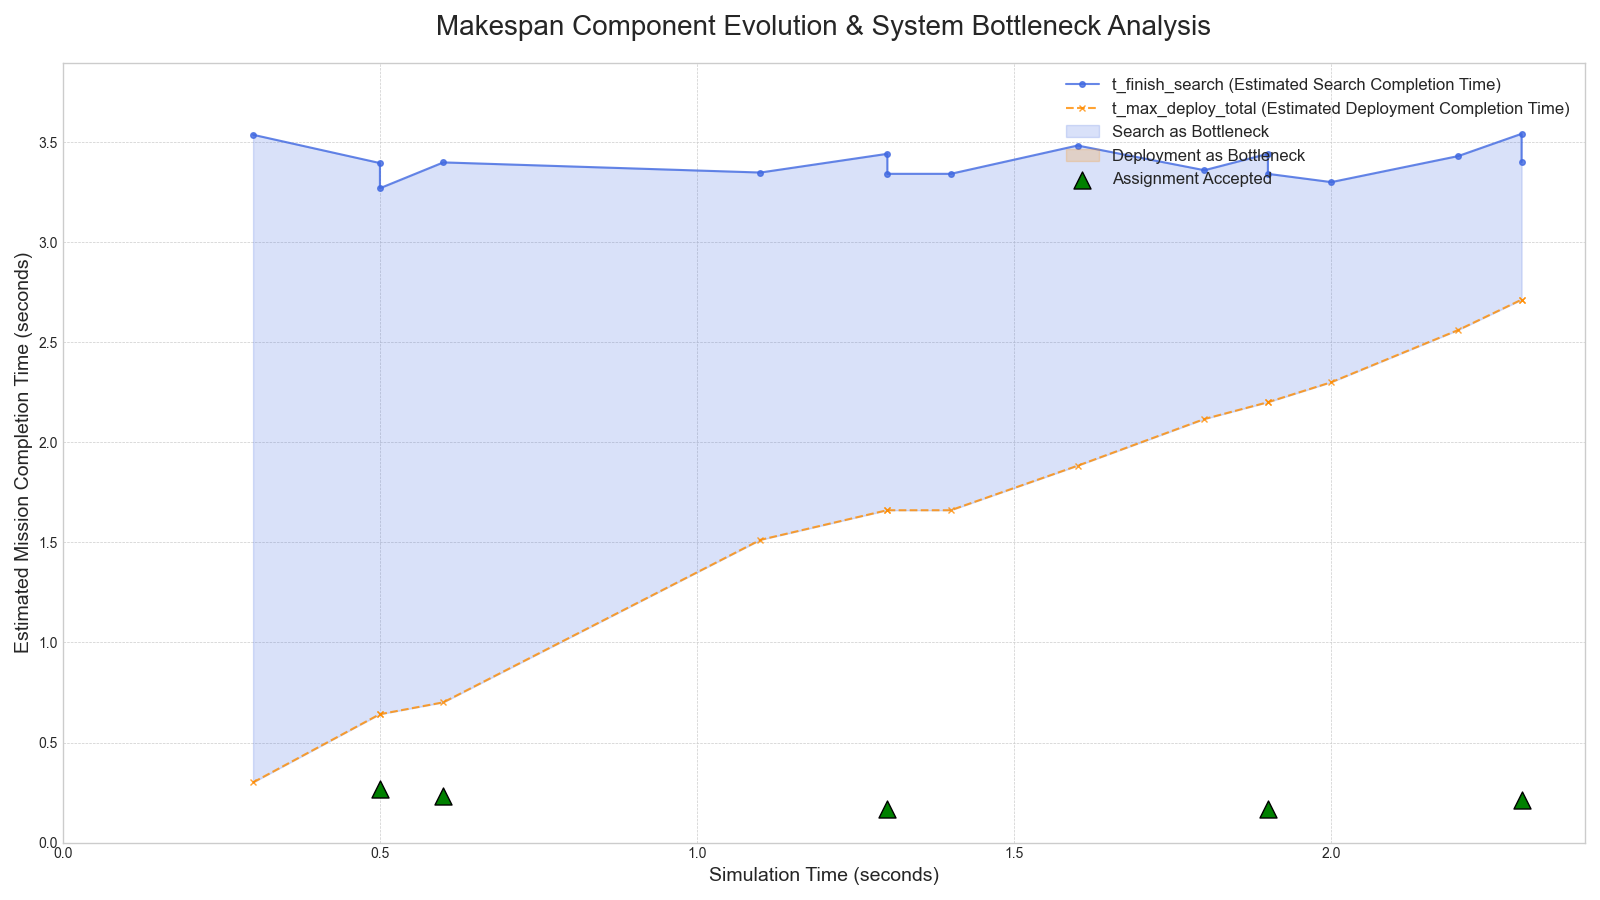 Makespan Component Evolution & System Bottleneck Analysis
t_finish_search (Estimated Search Completion Time)
t_max_deploy_total (Estimated Deployment Completion Time)
Search as Bottleneck
Deployment as Bottleneck
Assignment Accepted
Estimated Mission Completion Time (seconds)
3.5
3.0
2.5
2.0
1.5
1.0
0.5
0.0
0.0 0.5 1.0 1.5 2.0
Simulation Time (seconds)